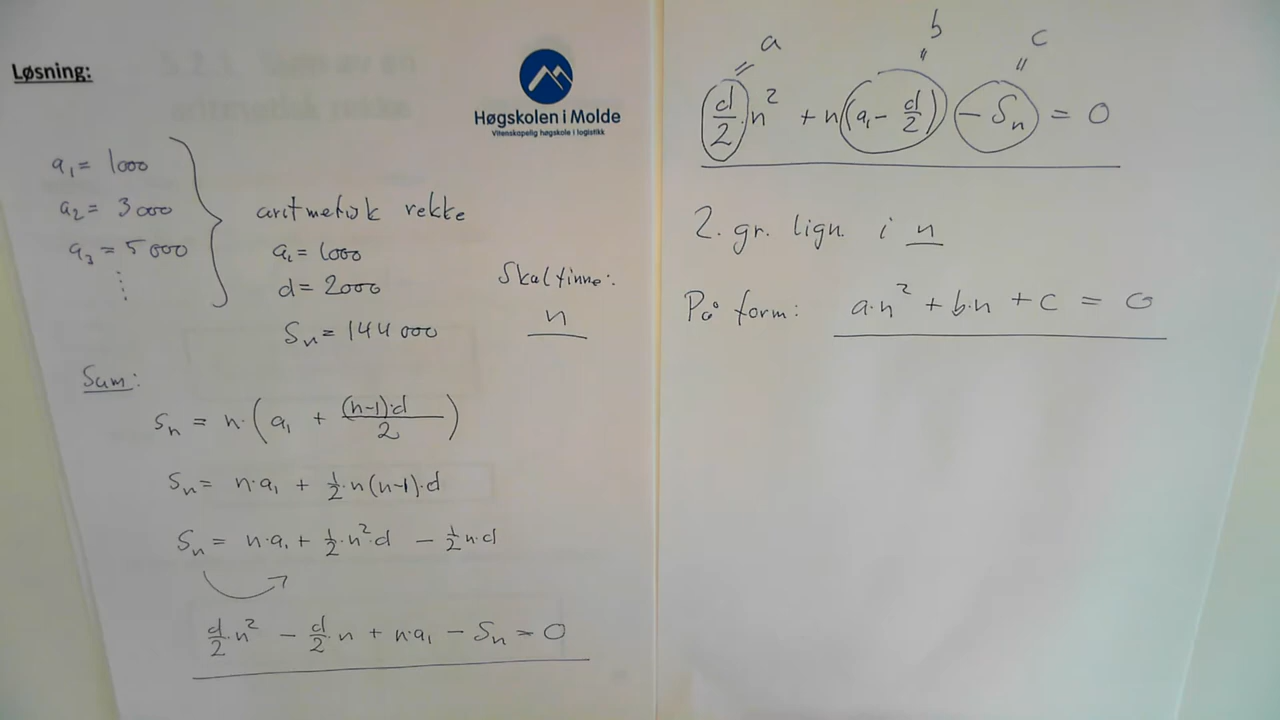 Løsning:
Høgskolen i Molde
Vitenskapelig høgskole i logistikk
a₁ = 1000
a₂ = 3000
a₃ = 5000
⋮
aritmetisk rekke
a₁ = 1000
d = 2000
Sₙ = 144 000
Skal finne:
n
Sum:
Sₙ = n·(a₁ + (n-1)·d/2)
Sₙ = n·a₁ + ½·n(n-1)·d
Sₙ = n·a₁ + ½·n²·d − ½n·d
d/2·n² − d/2·n + n·a₁ − Sₙ = 0
a
b
c
d/2·n² + n(a₁ − d/2) − Sₙ = 0
2. gr. lign. i n
På form: a·n² + b·n + c = 0